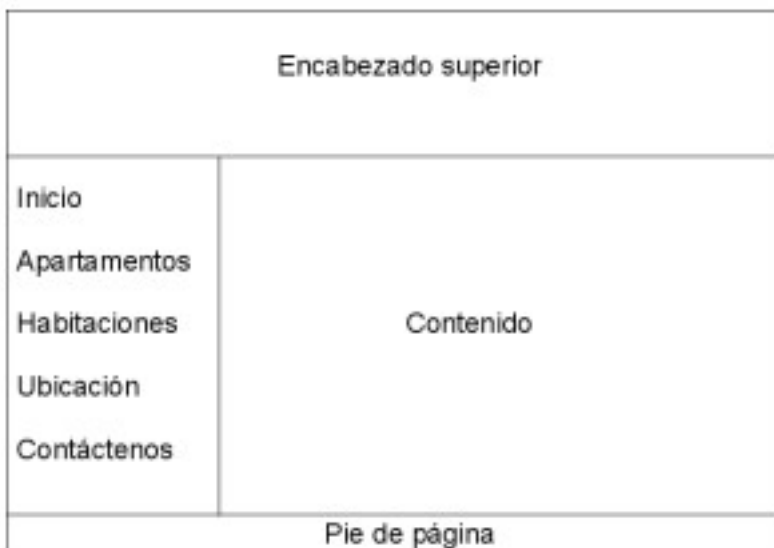 Encabezado superior
Inicio
Apartamentos
Habitaciones
Ubicación
Contáctenos
Contenido
Pie de página